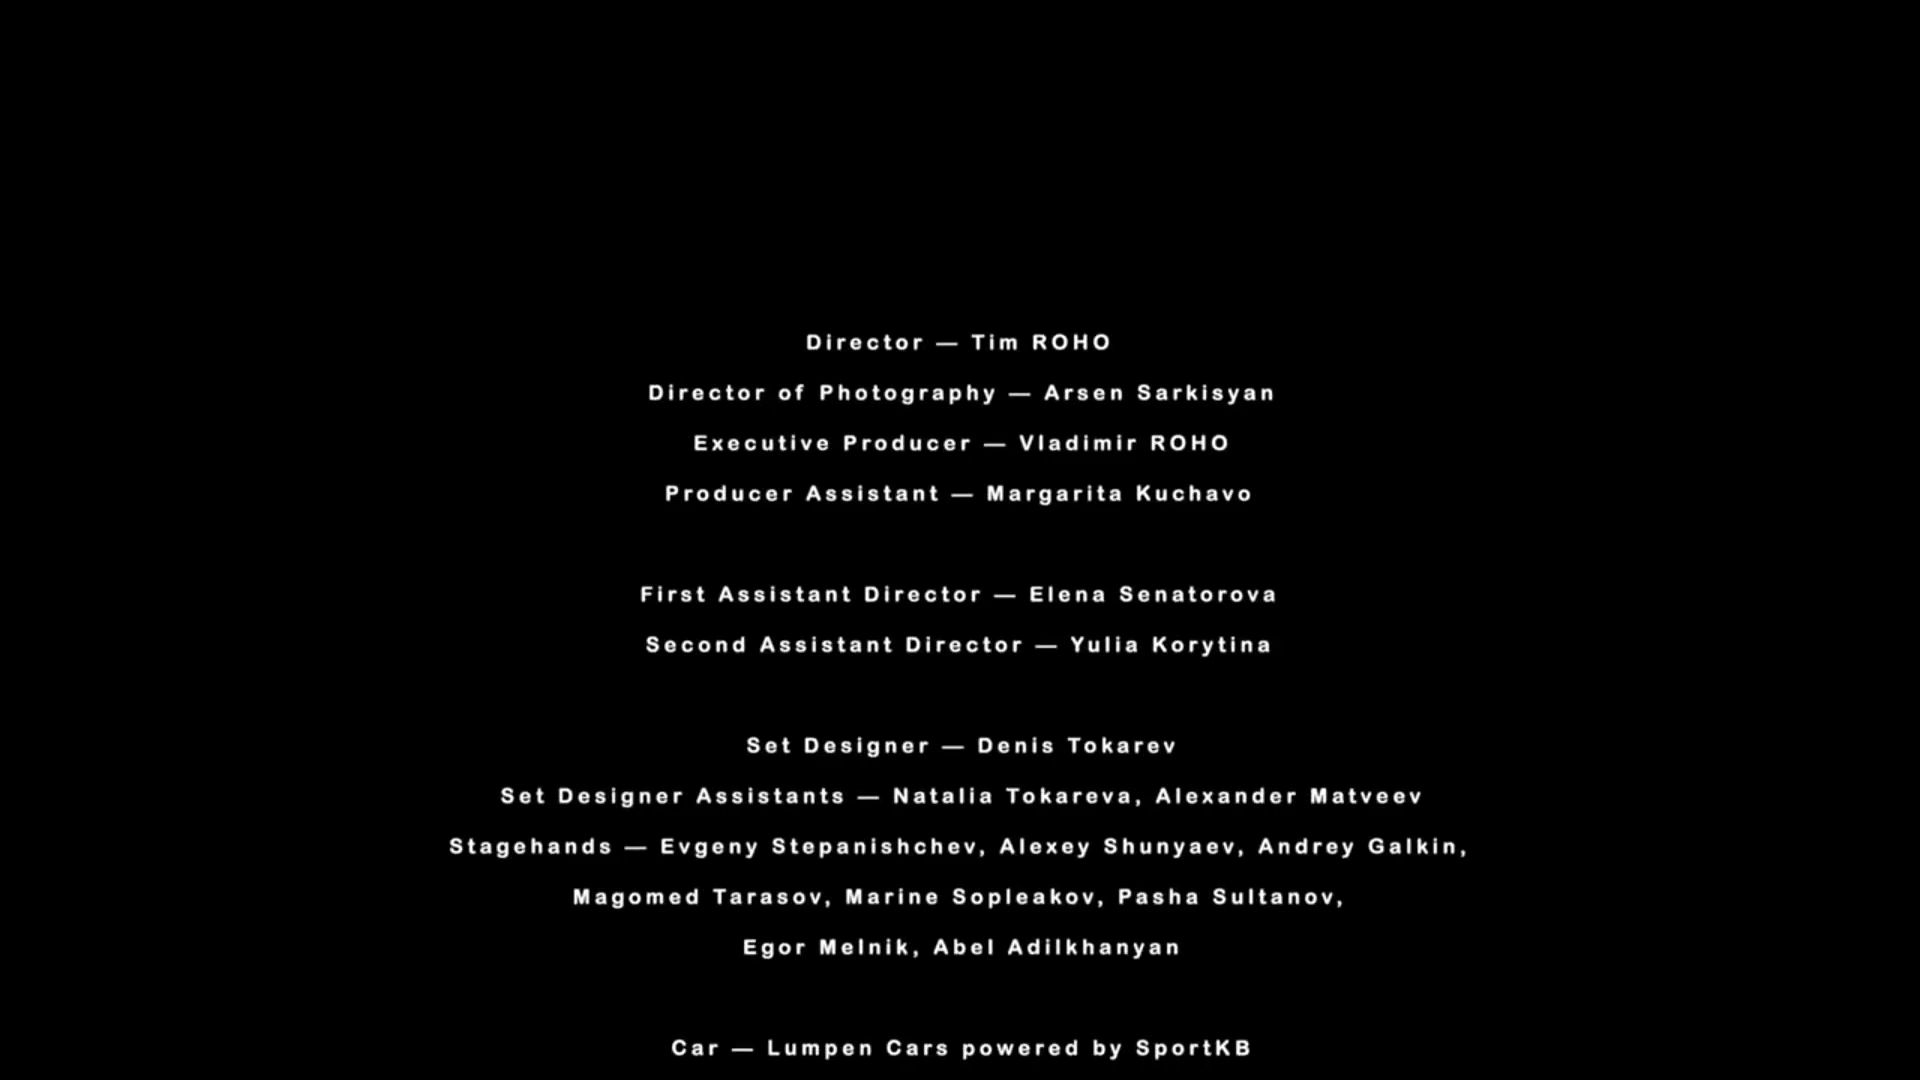 Director — Tim ROHO
Director of Photography — Arsen Sarkisyan
Executive Producer — Vladimir ROHO
Producer Assistant — Margarita Kuchavo
First Assistant Director — Elena Senatorova
Second Assistant Director — Yulia Korytina
Set Designer — Denis Tokarev
Set Designer Assistants — Natalia Tokareva, Alexander Matveev
Stagehands — Evgeny Stepanishchev, Alexey Shunyaev, Andrey Galkin,
Magomed Tarasov, Marine Sopleakov, Pasha Sultanov,
Egor Melnik, Abel Adilkhanyan
Car — Lumpen Cars powered by SportKB